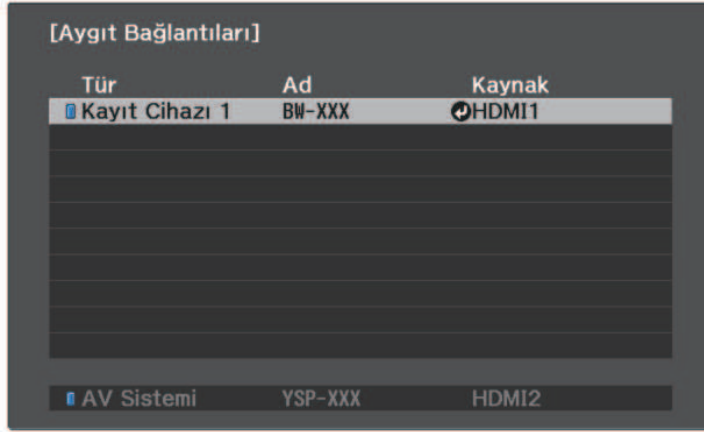 [Aygıt Bağlantıları]
Tür Ad Kaynak
Kayıt Cihazı 1 BW-XXX HDMI1
AV Sistemi YSP-XXX HDMI2